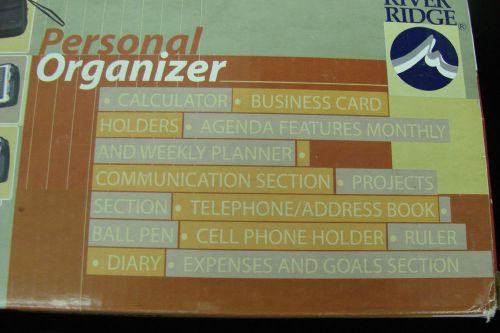 RIVER
RIDGE®
Personal
Organizer
• CALCULATOR • BUSINESS CARD
HOLDERS • AGENDA FEATURES MONTHLY
AND WEEKLY PLANNER •
COMMUNICATION SECTION • PROJECTS
SECTION • TELEPHONE/ADDRESS BOOK •
BALL PEN • CELL PHONE HOLDER • RULER
• DIARY • EXPENSES AND GOALS SECTION